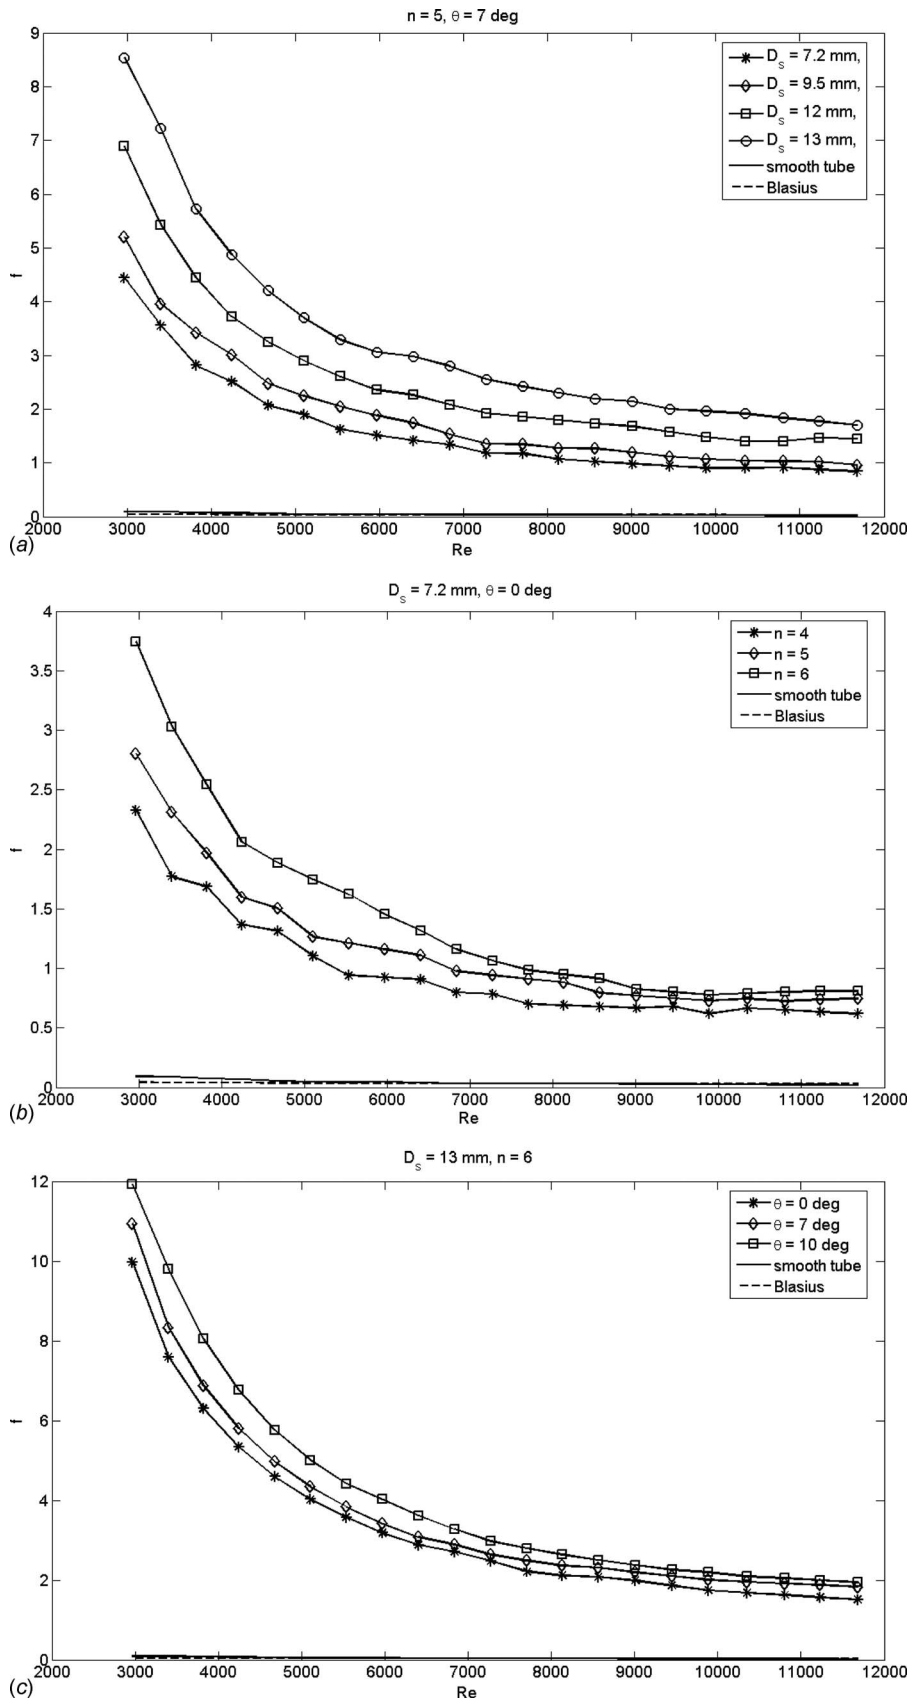 n = 5, θ = 7 deg
9
8
7
6
5
4
3
2
1
0
f
D_S = 7.2 mm,
D_S = 9.5 mm,
D_S = 12 mm,
D_S = 13 mm,
smooth tube
Blasius
2000 3000 4000 5000 6000 7000 8000 9000 10000 11000 12000
Re
(a)
D_S = 7.2 mm, θ = 0 deg
4
3.5
3
2.5
2
1.5
1
0.5
0
f
n = 4
n = 5
n = 6
smooth tube
Blasius
2000 3000 4000 5000 6000 7000 8000 9000 10000 11000 12000
Re
(b)
D_S = 13 mm, n = 6
12
10
8
6
4
2
0
f
θ = 0 deg
θ = 7 deg
θ = 10 deg
smooth tube
Blasius
2000 3000 4000 5000 6000 7000 8000 9000 10000 11000 12000
Re
(c)